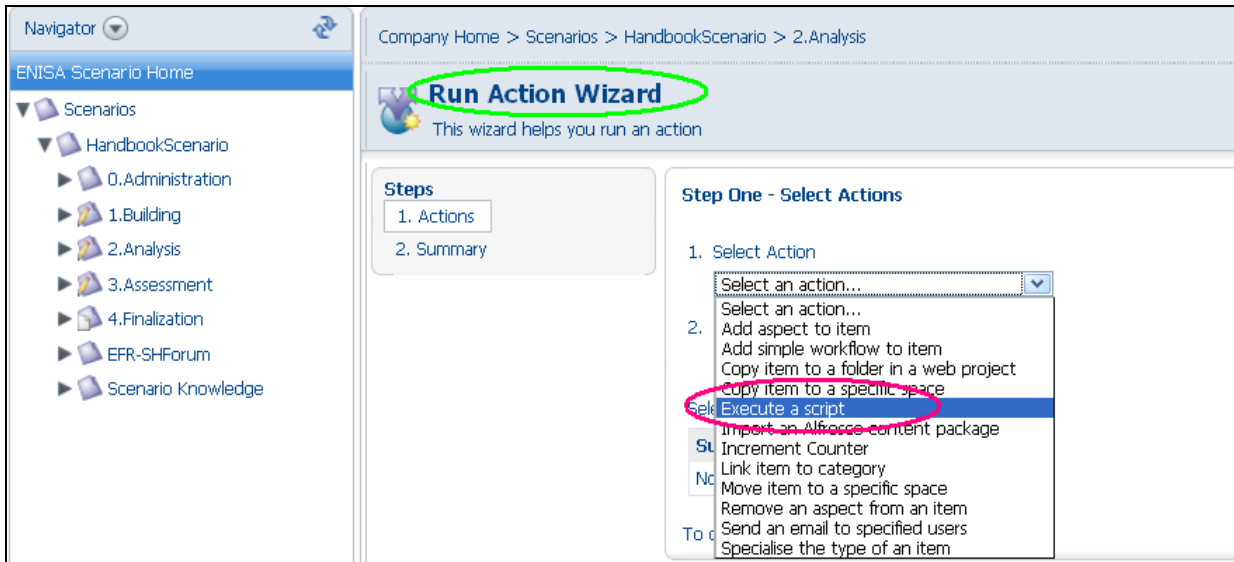 Navigator
ENISA Scenario Home
Scenarios
HandbookScenario
0.Administration
1.Building
2.Analysis
3.Assessment
4.Finalization
EFR-SHForum
Scenario Knowledge
Company Home > Scenarios > HandbookScenario > 2.Analysis
Run Action Wizard
This wizard helps you run an action
Steps
1. Actions
2. Summary
Step One - Select Actions
1. Select Action
Select an action...
Select an action...
2.
Add aspect to item
Add simple workflow to item
Copy item to a folder in a web project
Copy item to a specific space
Sele
Execute a script
Import an Alfresco content package
Su
Increment Counter
Link item to category
No
Move item to a specific space
Remove an aspect from an item
To c
Send an email to specified users
Specialise the type of an item